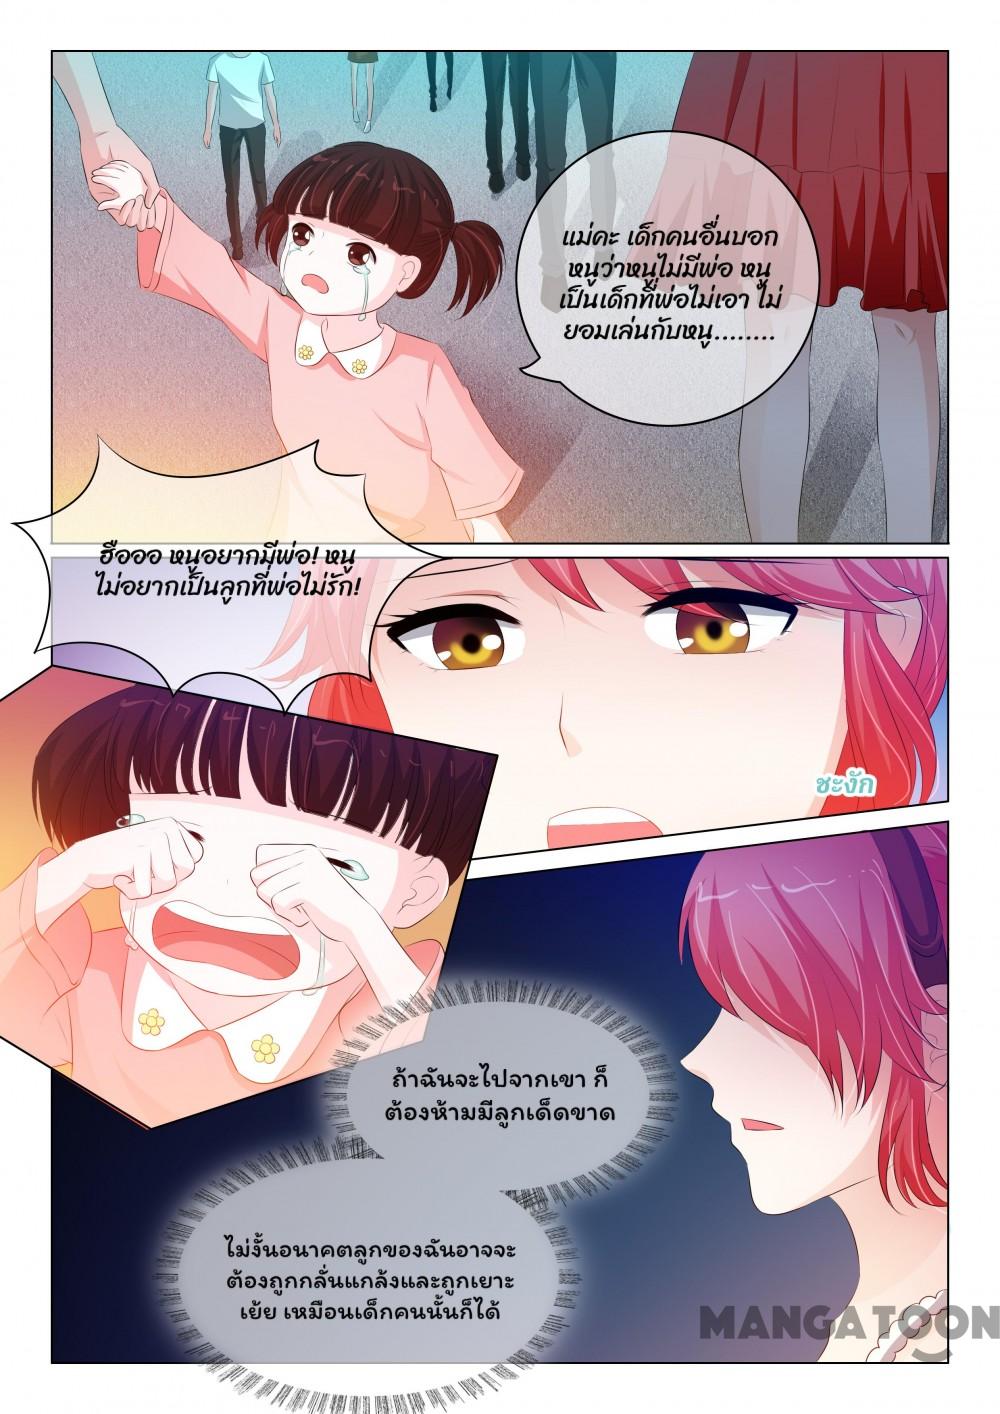 แม่คะ เด็กคนอื่นบอก
หนูว่าหนูไม่มีพ่อ หนู
เป็นเด็กที่พ่อไม่เอา ไม่
ยอมเล่นกับหนู........
ฮือออ หนูอยากมีพ่อ! หนู
ไม่อยากเป็นลูกที่พ่อไม่รัก!
ชะงัก
ถ้าฉันจะไปจากเขา ก็
ต้องห้ามมีลูกเด็ดขาด
ไม่งั้นอนาคตลูกของฉันอาจจะ
ต้องถูกกลั่นแกล้งและถูกเยาะ
เย้ย เหมือนเด็กคนนั้นก็ได้
MANGATOON